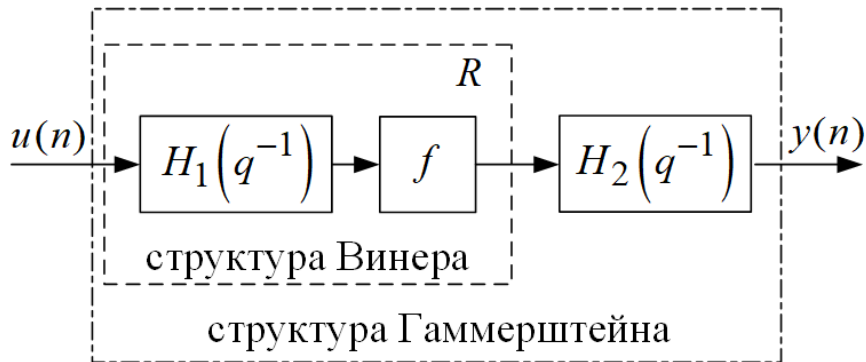 R
u(n)
H₁(q⁻¹)
f
H₂(q⁻¹)
y(n)
структура Винера
структура Гаммерштейна